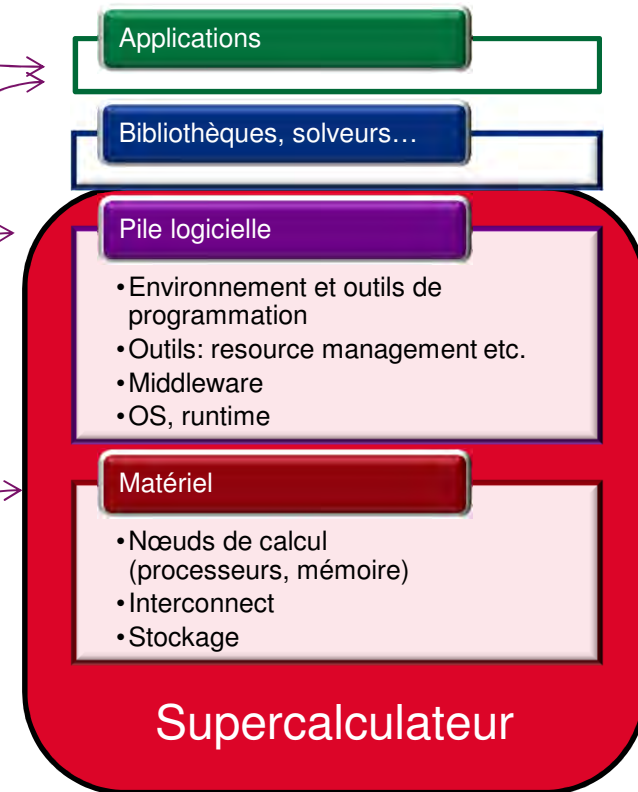 Applications
Bibliothèques, solveurs…
Pile logicielle
•Environnement et outils de
programmation
•Outils: resource management etc.
•Middleware
•OS, runtime
Matériel
•Nœuds de calcul
(processeurs, mémoire)
•Interconnect
•Stockage
Supercalculateur